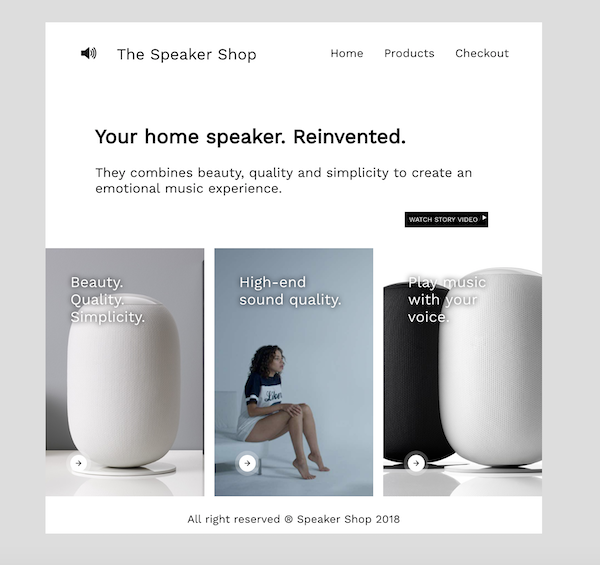 The Speaker Shop
Home Products Checkout
Your home speaker. Reinvented.
They combines beauty, quality and simplicity to create an
emotional music experience.
WATCH STORY VIDEO
Beauty.
Quality.
Simplicity.
High-end
sound quality.
Play music
with your
voice.
All right reserved ® Speaker Shop 2018